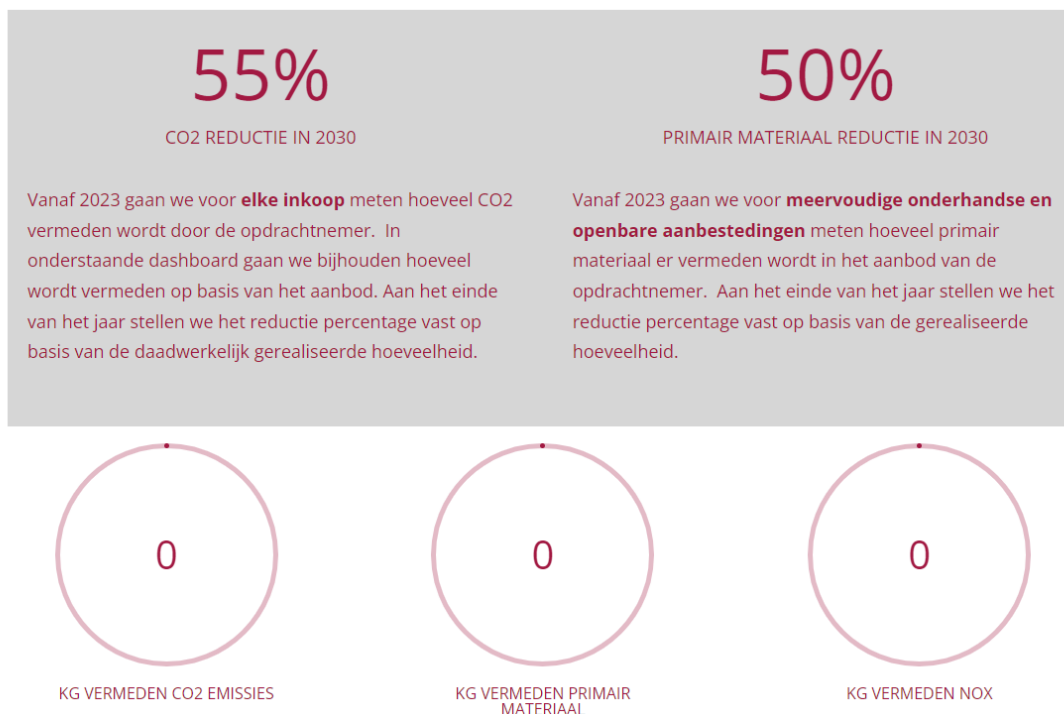 55%
CO2 REDUCTIE IN 2030
Vanaf 2023 gaan we voor elke inkoop meten hoeveel CO2
vermeden wordt door de opdrachtnemer.  In
onderstaande dashboard gaan we bijhouden hoeveel
wordt vermeden op basis van het aanbod. Aan het einde
van het jaar stellen we het reductie percentage vast op
basis van de daadwerkelijk gerealiseerde hoeveelheid.
50%
PRIMAIR MATERIAAL REDUCTIE IN 2030
Vanaf 2023 gaan we voor meervoudige onderhandse en
openbare aanbestedingen meten hoeveel primair
materiaal er vermeden wordt in het aanbod van de
opdrachtnemer.  Aan het einde van het jaar stellen we het
reductie percentage vast op basis van de gerealiseerde
hoeveelheid.
0
KG VERMEDEN CO2 EMISSIES
0
KG VERMEDEN PRIMAIR
MATERIAAL
0
KG VERMEDEN NOX